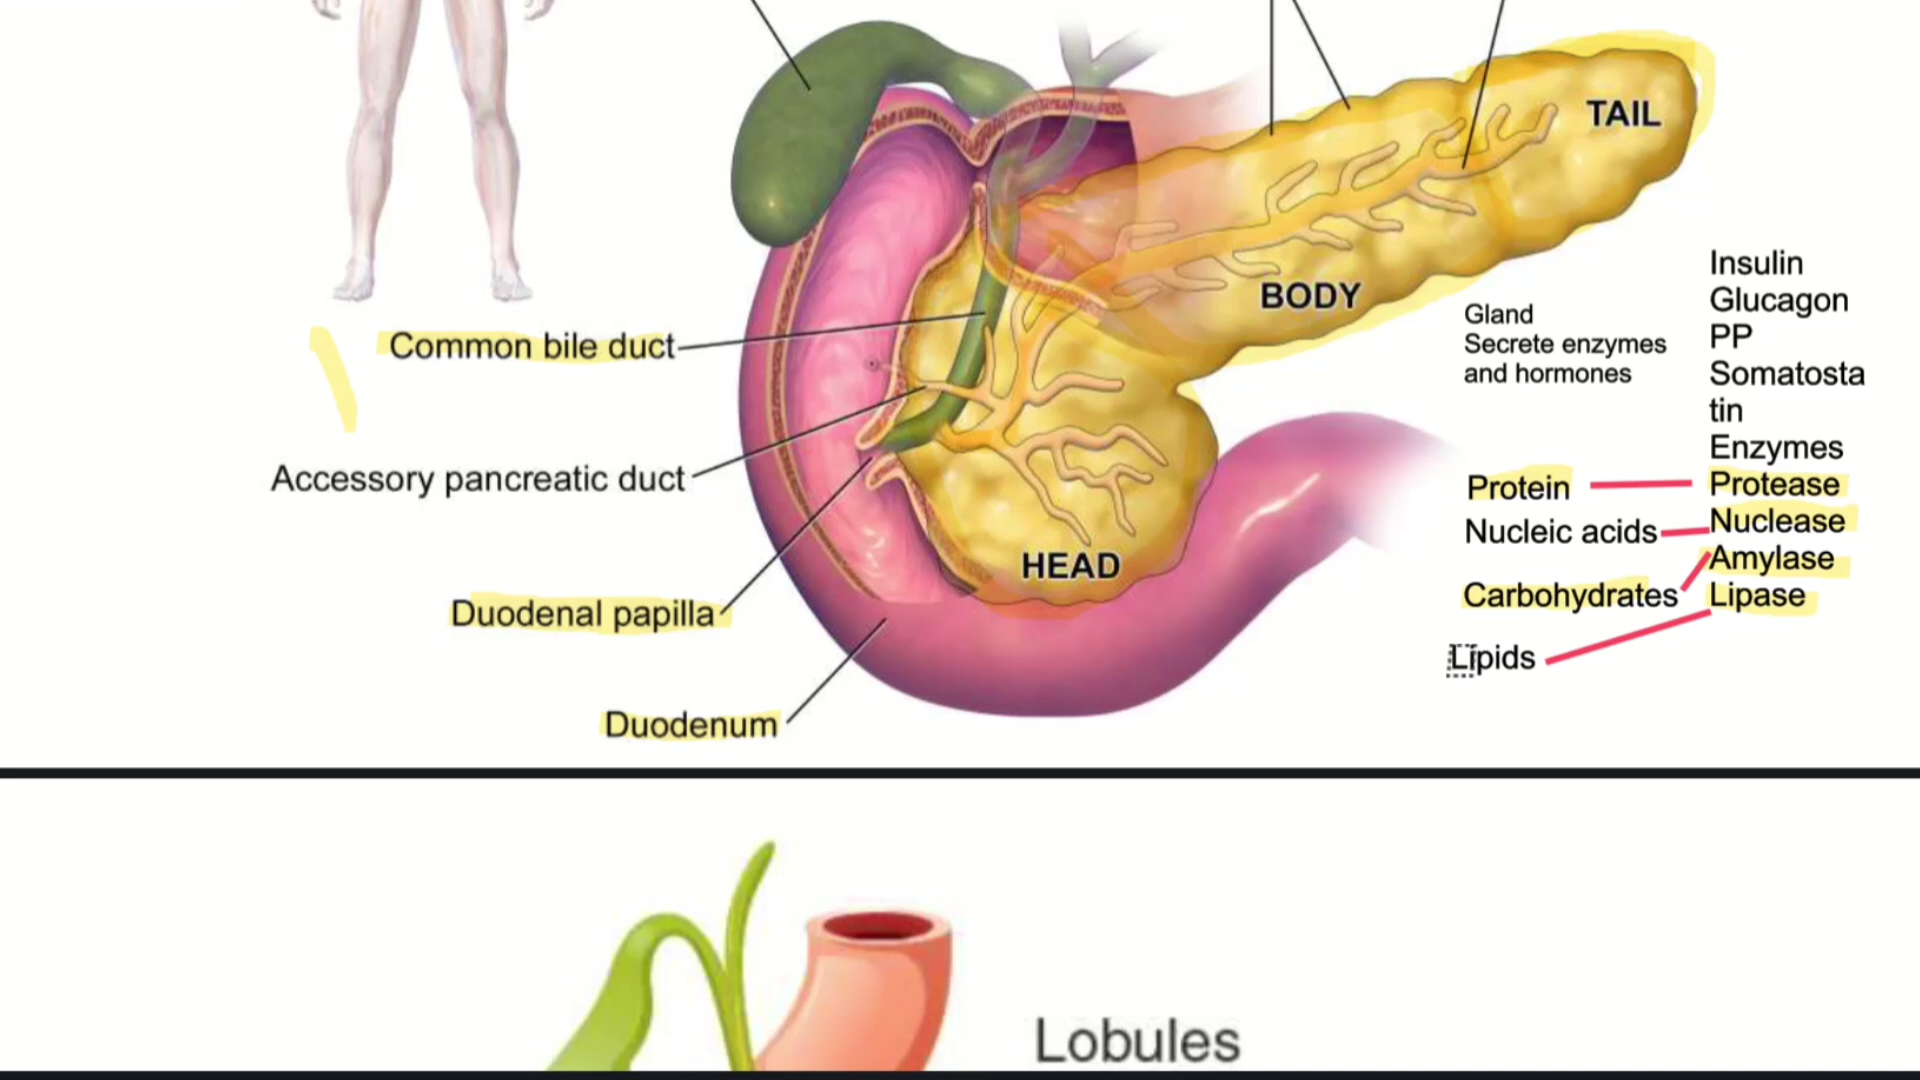 TAIL
BODY
Common bile duct
Accessory pancreatic duct
HEAD
Duodenal papilla
Duodenum
Gland
Secrete enzymes
and hormones
Insulin
Glucagon
PP
Somatosta
tin
Enzymes
Protease
Nuclease
Amylase
Lipase
Protein
Nucleic acids
Carbohydrates
Lipids
Lobules